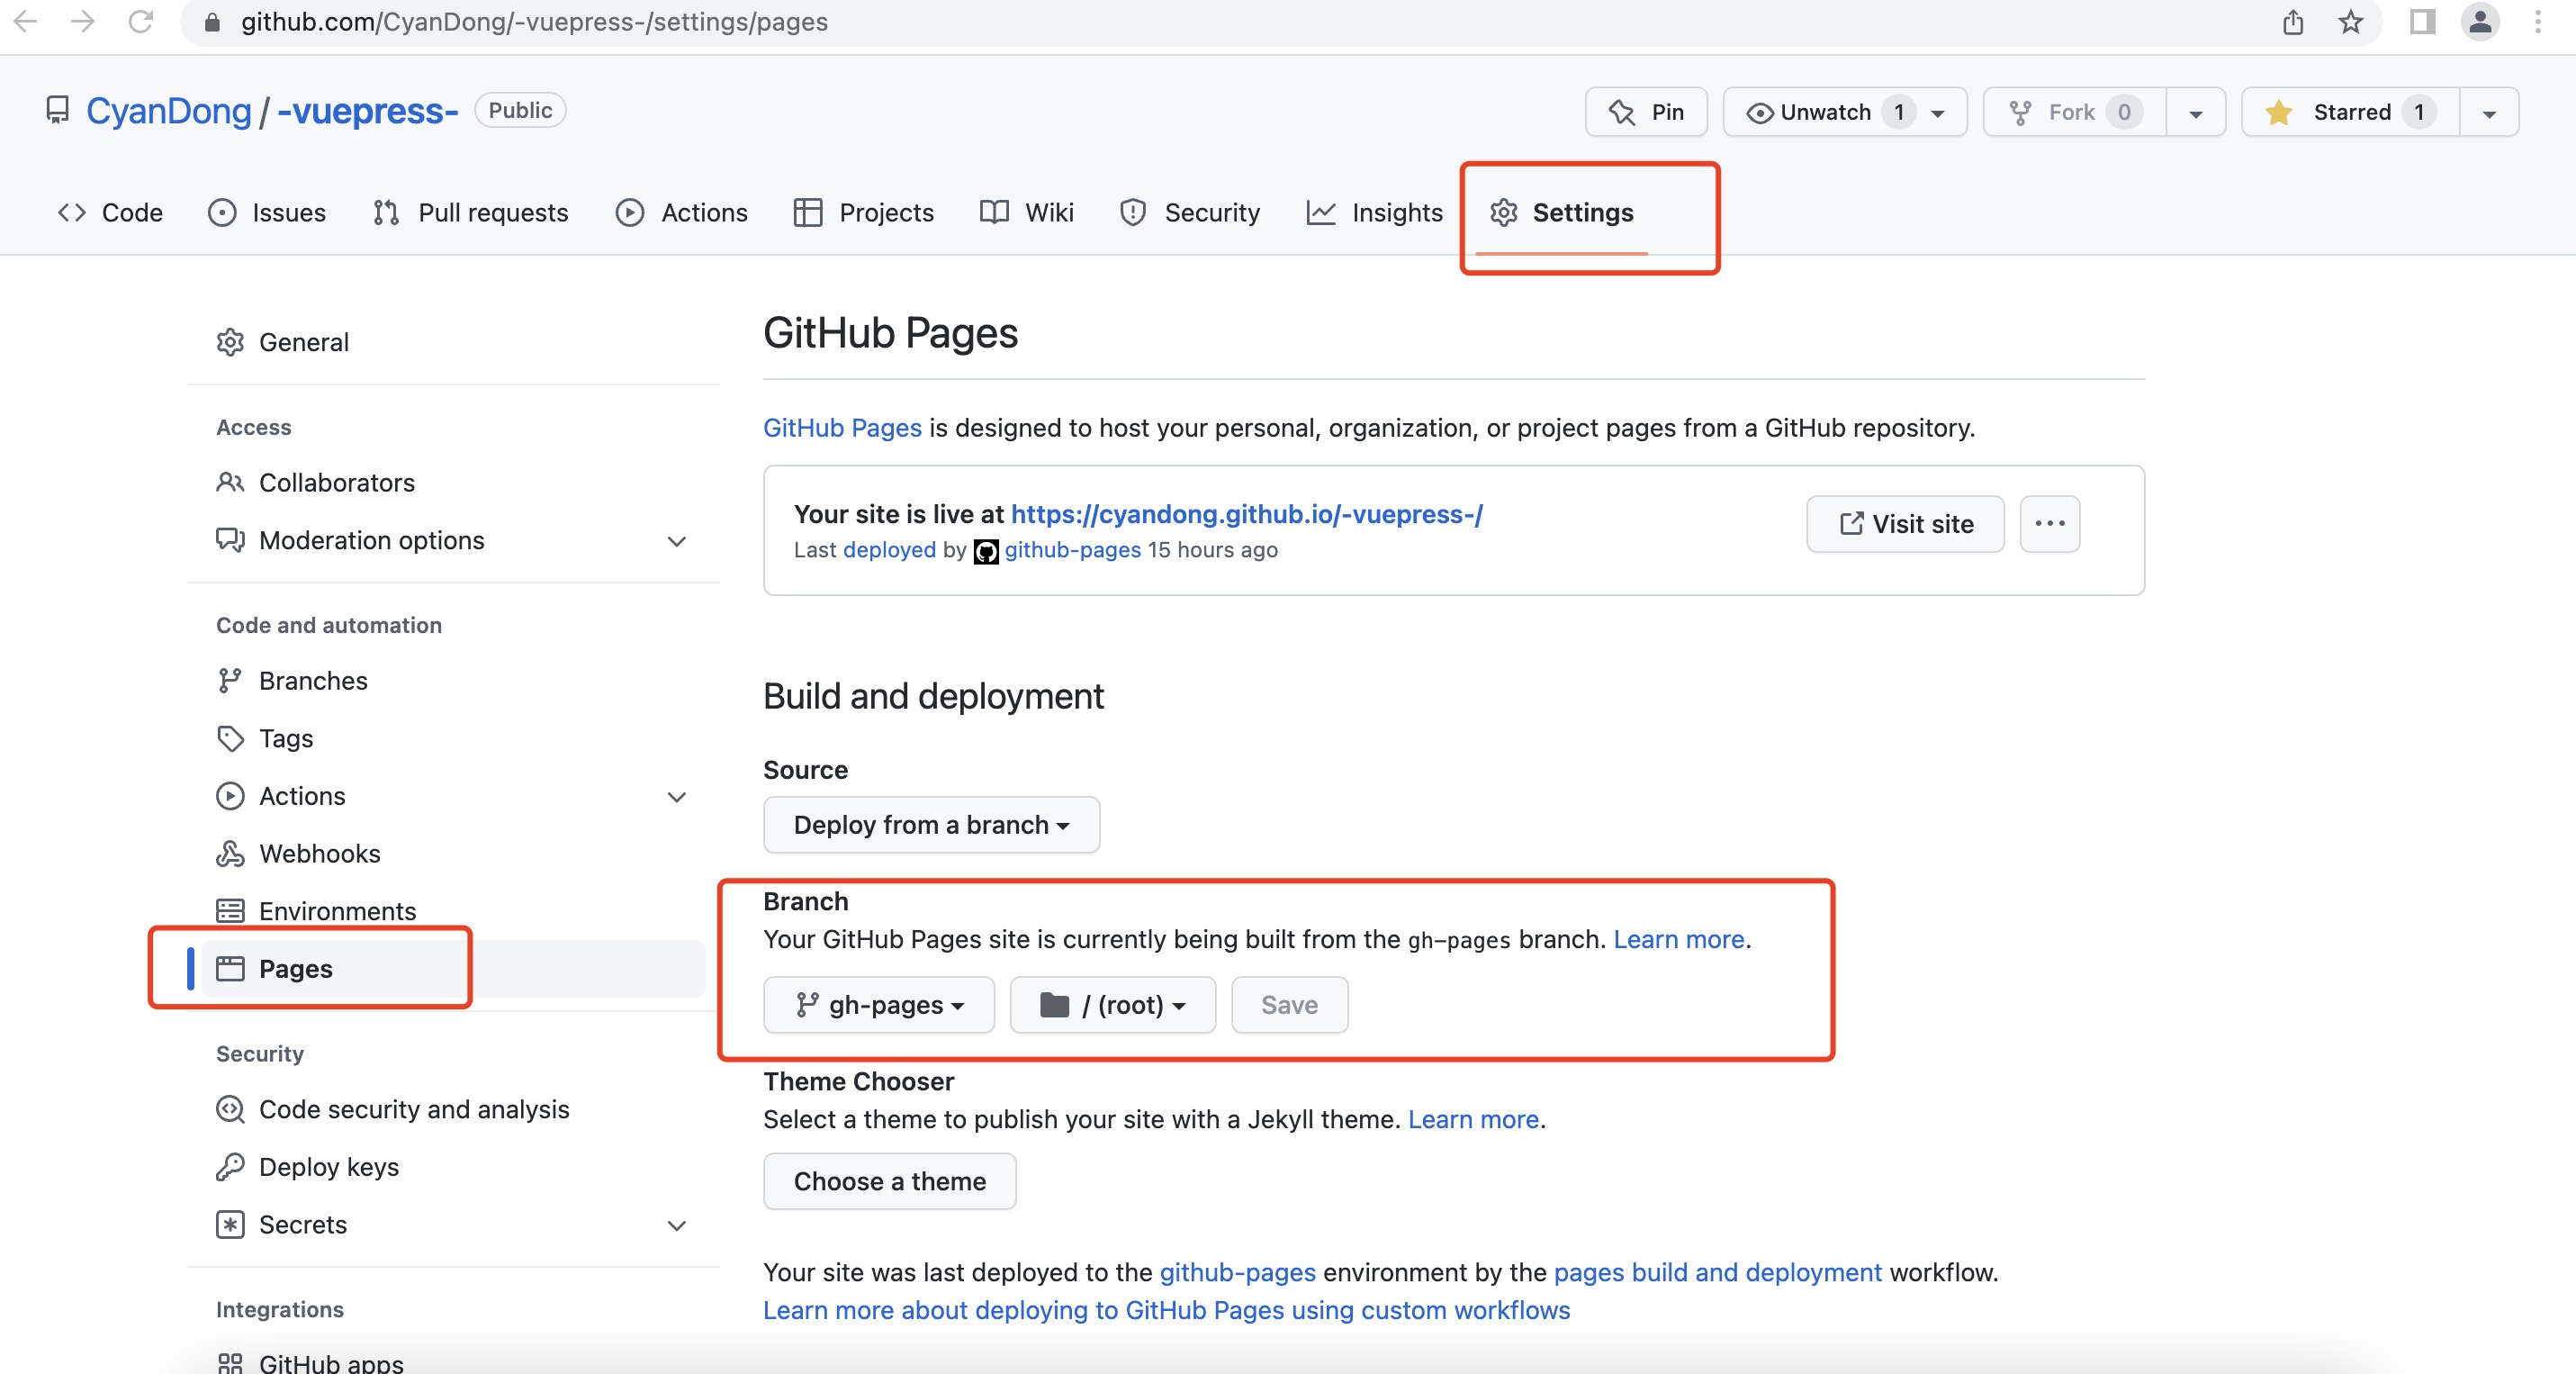 github.com/CyanDong/-vuepress-/settings/pages
CyanDong / -vuepress- Public
Pin
Unwatch 1
Fork 0
Starred 1
Code
Issues
Pull requests
Actions
Projects
Wiki
Security
Insights
Settings
General
Access
Collaborators
Moderation options
Code and automation
Branches
Tags
Actions
Webhooks
Environments
Pages
Security
Code security and analysis
Deploy keys
Secrets
Integrations
GitHub apps
GitHub Pages
GitHub Pages is designed to host your personal, organization, or project pages from a GitHub repository.
Your site is live at https://cyandong.github.io/-vuepress-/
Last deployed by github-pages 15 hours ago
Visit site
Build and deployment
Source
Deploy from a branch
Branch
Your GitHub Pages site is currently being built from the gh-pages branch. Learn more.
gh-pages
/ (root)
Save
Theme Chooser
Select a theme to publish your site with a Jekyll theme. Learn more.
Choose a theme
Your site was last deployed to the github-pages environment by the pages build and deployment workflow.
Learn more about deploying to GitHub Pages using custom workflows